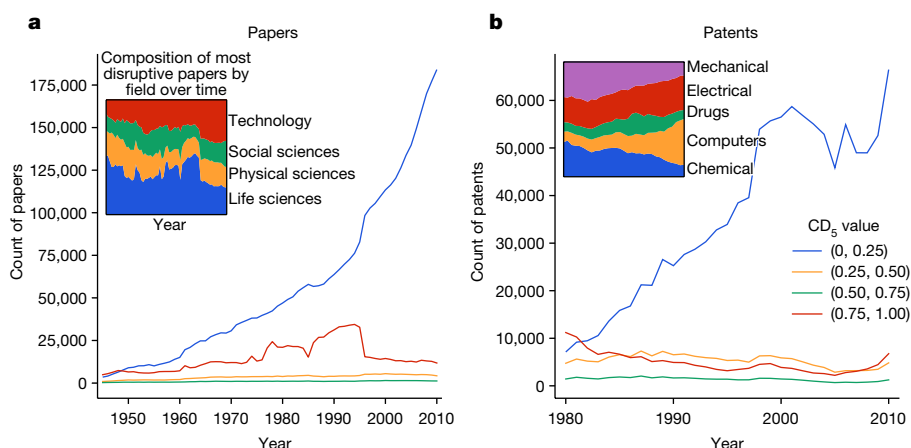 a
Papers
Composition of most
disruptive papers by
field over time
Technology
Social sciences
Physical sciences
Life sciences
Year
175,000
150,000
125,000
100,000
75,000
50,000
25,000
0
Count of papers
1950 1960 1970 1980 1990 2000 2010
Year
b
Patents
Mechanical
Electrical
Drugs
Computers
Chemical
60,000
50,000
40,000
30,000
20,000
10,000
0
Count of patents
CD5 value
(0, 0.25)
(0.25, 0.50)
(0.50, 0.75)
(0.75, 1.00)
1980 1990 2000 2010
Year